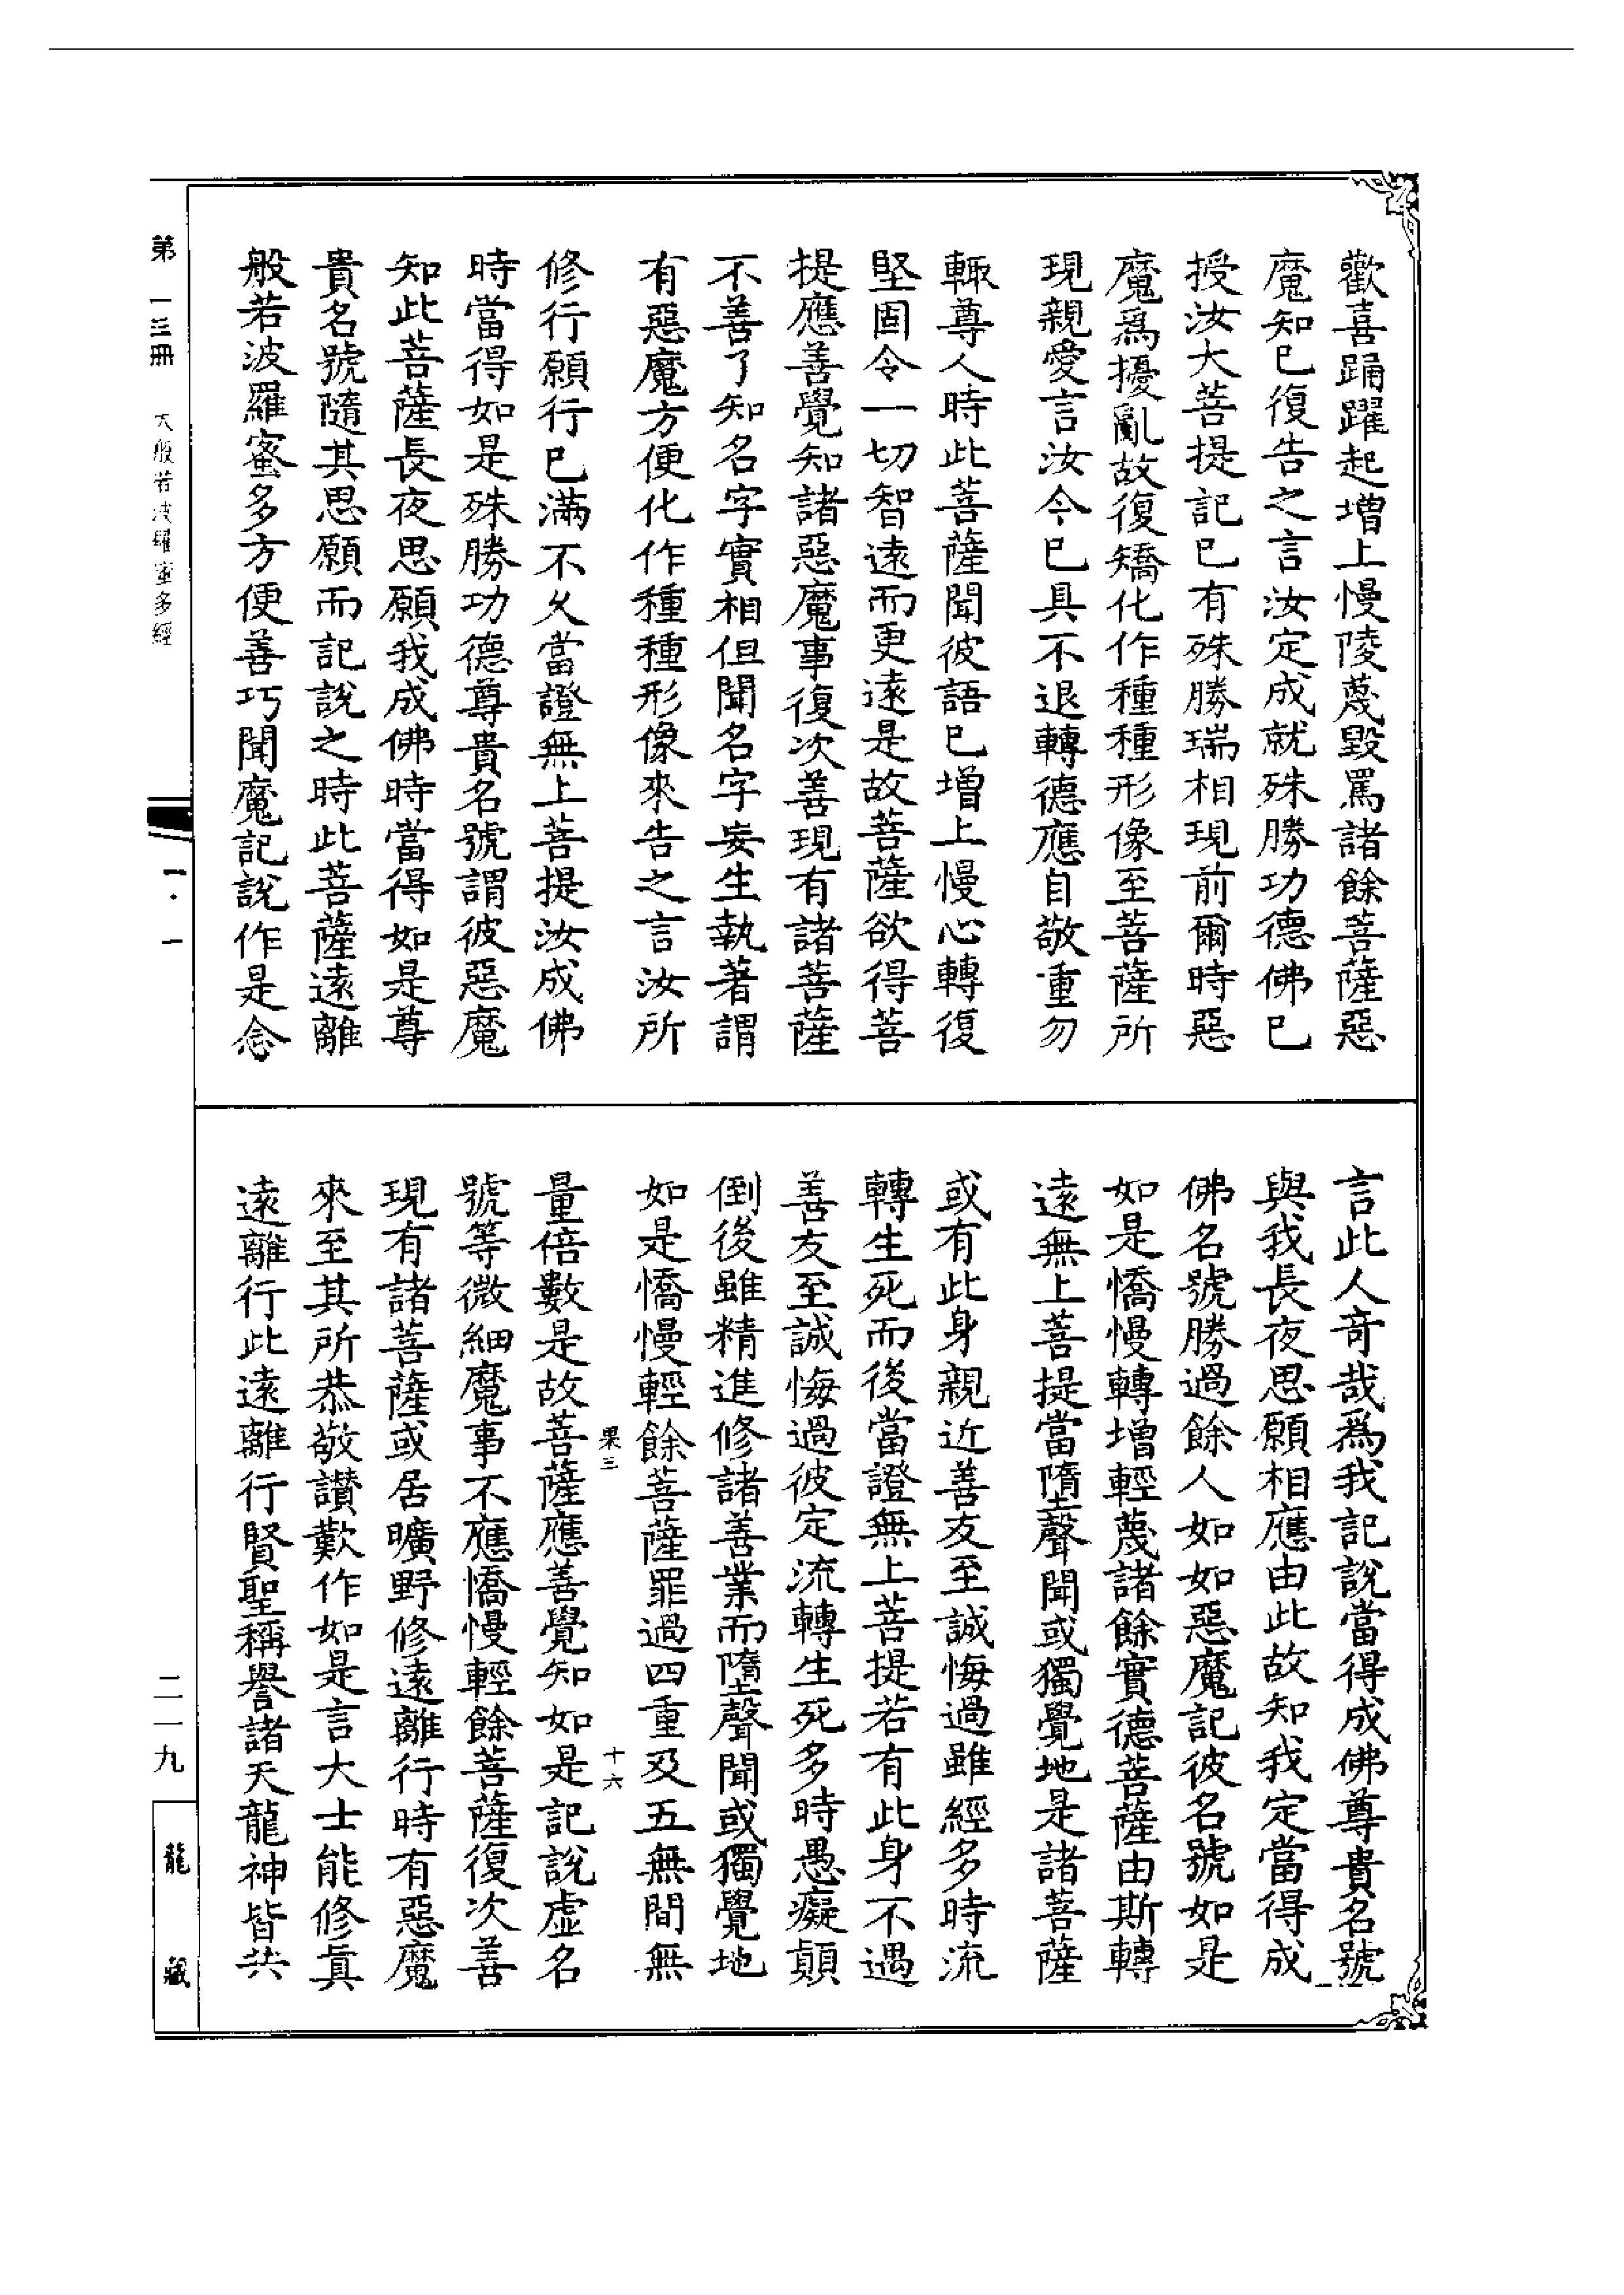 歡喜踊躍起增上慢陵蔑毀罵諸餘菩薩惡
魔知已復告之言汝定成就殊勝功德佛已
授汝大菩提記已有殊勝瑞相現前爾時惡
魔爲擾亂故復矯化作種種形像至菩薩所
現親愛言汝今已具不退轉德應自敬重勿
輙尊人時此菩薩聞彼語已增上慢心轉復
堅固令一切智遠而更遠是故菩薩欲得菩
提應善覺知諸惡魔事復次善現有諸菩薩
不善了知名字實相但聞名字妄生執著謂
有惡魔方便化作種種形像來告之言汝所
修行願行已滿不久當證無上菩提汝成佛
時當得如是殊勝功德尊貴名號謂彼惡魔
知此菩薩長夜思願我成佛時當得如是尊
貴名號隨其思願而記說之時此菩薩遠離
般若波羅蜜多方便善巧聞魔記說作是念
言此人奇哉爲我記說當得成佛尊貴名號
與我長夜思願相應由此故知我定當得成
佛名號勝過餘人如如惡魔記彼名號如是
如是憍慢轉增輕蔑諸餘實德菩薩由斯轉
遠無上菩提當墮聲聞或獨覺地是諸菩薩
或有此身親近善友至誠悔過雖經多時流
轉生死而後當證無上菩提若有此身不遇
善友至誠悔過彼定流轉生死多時愚癡顛
倒後雖精進修諸善業而墮聲聞或獨覺地
如是憍慢輕餘菩薩罪過四重及五無間無
果三 十六
量倍數是故菩薩應善覺知如是記說虛名
號等微細魔事不應憍慢輕餘菩薩復次善
現有諸菩薩或居曠野修遠離行時有惡魔
來至其所恭敬讚歎作如是言大士能修眞
遠離行此遠離行賢聖稱譽諸天龍神皆共
第一三冊 大般若波羅蜜多經
一·一
二一九
龍藏